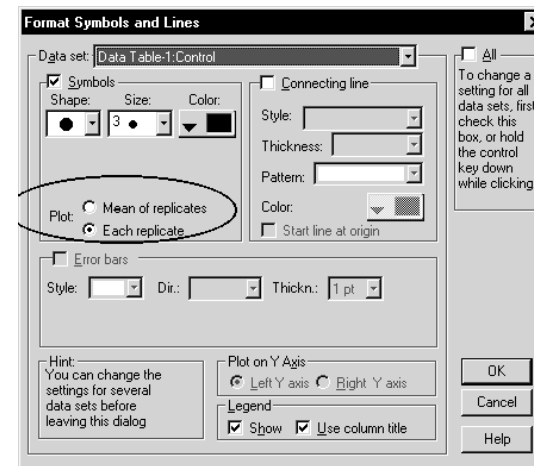 Format Symbols and Lines
Data set: Data Table-1:Control
Symbols
Shape: Size: Color:
3
Plot: Mean of replicates
Each replicate
Connecting line
Style:
Thickness:
Pattern:
Color:
Start line at origin
All
To change a
setting for all
data sets, first
check this
box, or hold
the control
key down
while clicking
Error bars
Style: Dir.: Thickn.: 1 pt
Hint:
You can change the
settings for several
data sets before
leaving this dialog
Plot on Y Axis
Left Y axis Right Y axis
Legend
Show Use column title
OK
Cancel
Help